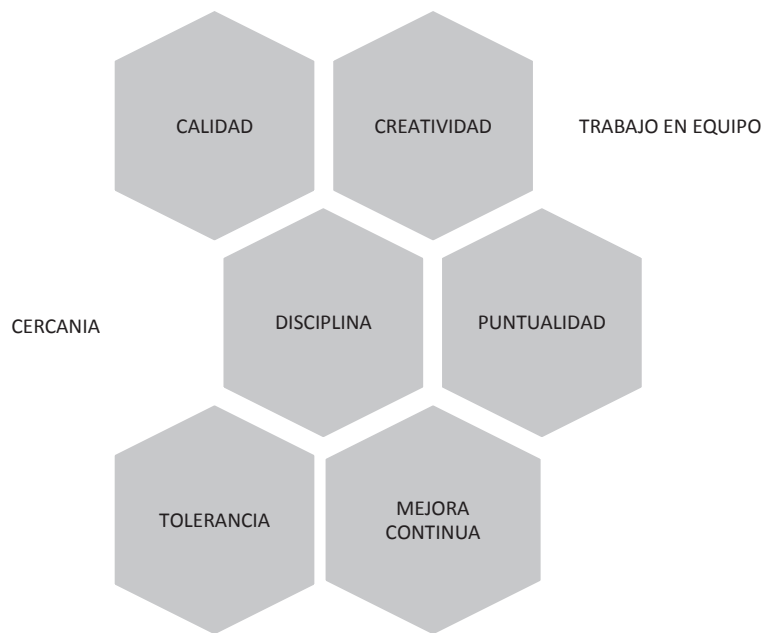 CALIDAD
CREATIVIDAD
TRABAJO EN EQUIPO
CERCANIA
DISCIPLINA
PUNTUALIDAD
TOLERANCIA
MEJORA
CONTINUA